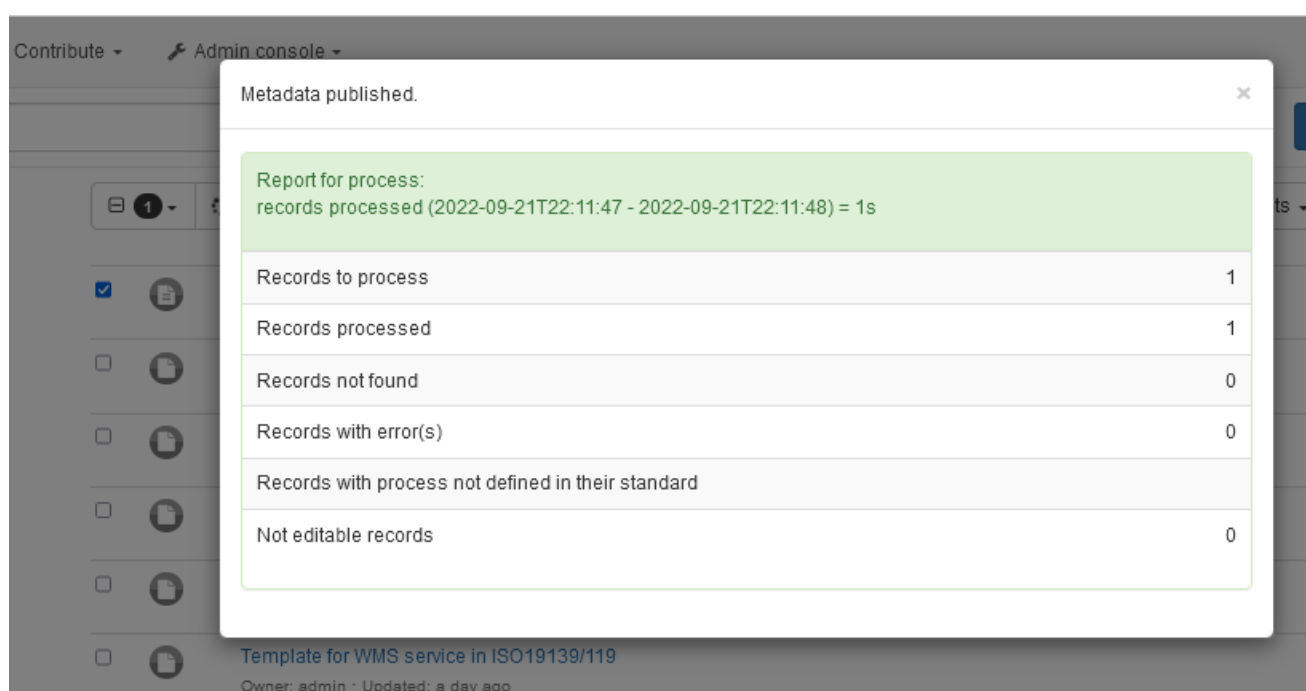 Contribute
Admin console
Metadata published.
×
Report for process:
records processed (2022-09-21T22:11:47 - 2022-09-21T22:11:48) = 1s
1
ts
Records to process 1
Records processed 1
Records not found 0
Records with error(s) 0
Records with process not defined in their standard
Not editable records 0
Template for WMS service in ISO19139/119
Owner: admin · Updated: a day ago